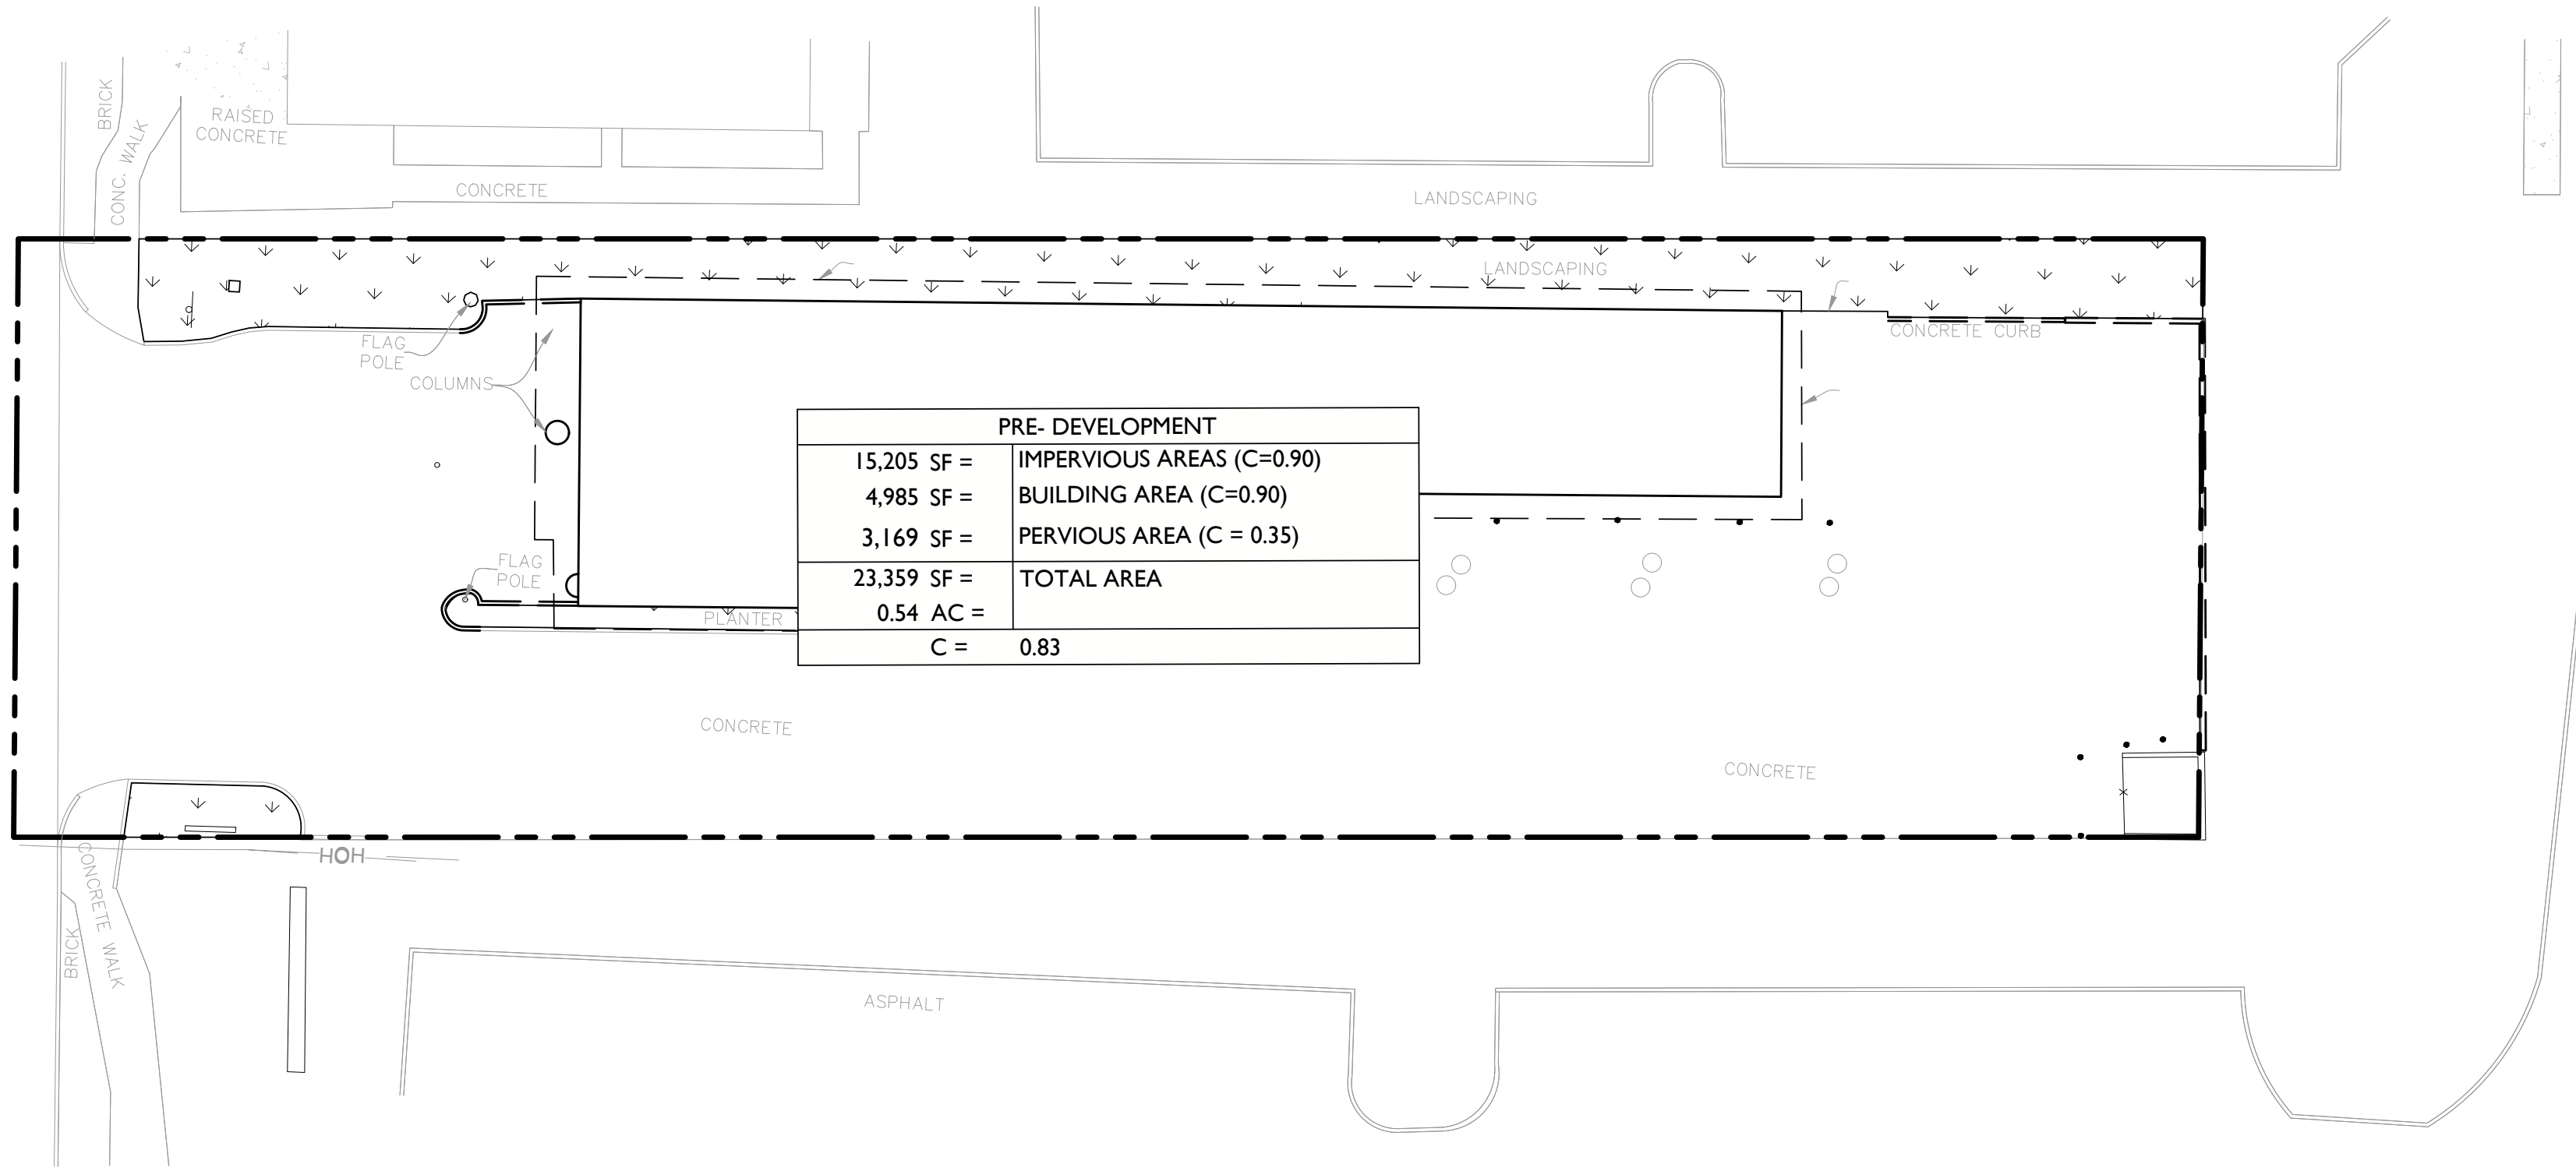 BRICK
CONC. WALK
RAISED
CONCRETE
CONCRETE
LANDSCAPING
LANDSCAPING
CONCRETE CURB
FLAG
POLE
COLUMNS
PRE- DEVELOPMENT
15,205 SF = IMPERVIOUS AREAS (C=0.90)
4,985 SF = BUILDING AREA (C=0.90)
3,169 SF = PERVIOUS AREA (C = 0.35)
23,359 SF = TOTAL AREA
0.54 AC =
C = 0.83
FLAG
POLE
PLANTER
CONCRETE
CONCRETE
HOH
CONCRETE WALK
BRICK
ASPHALT